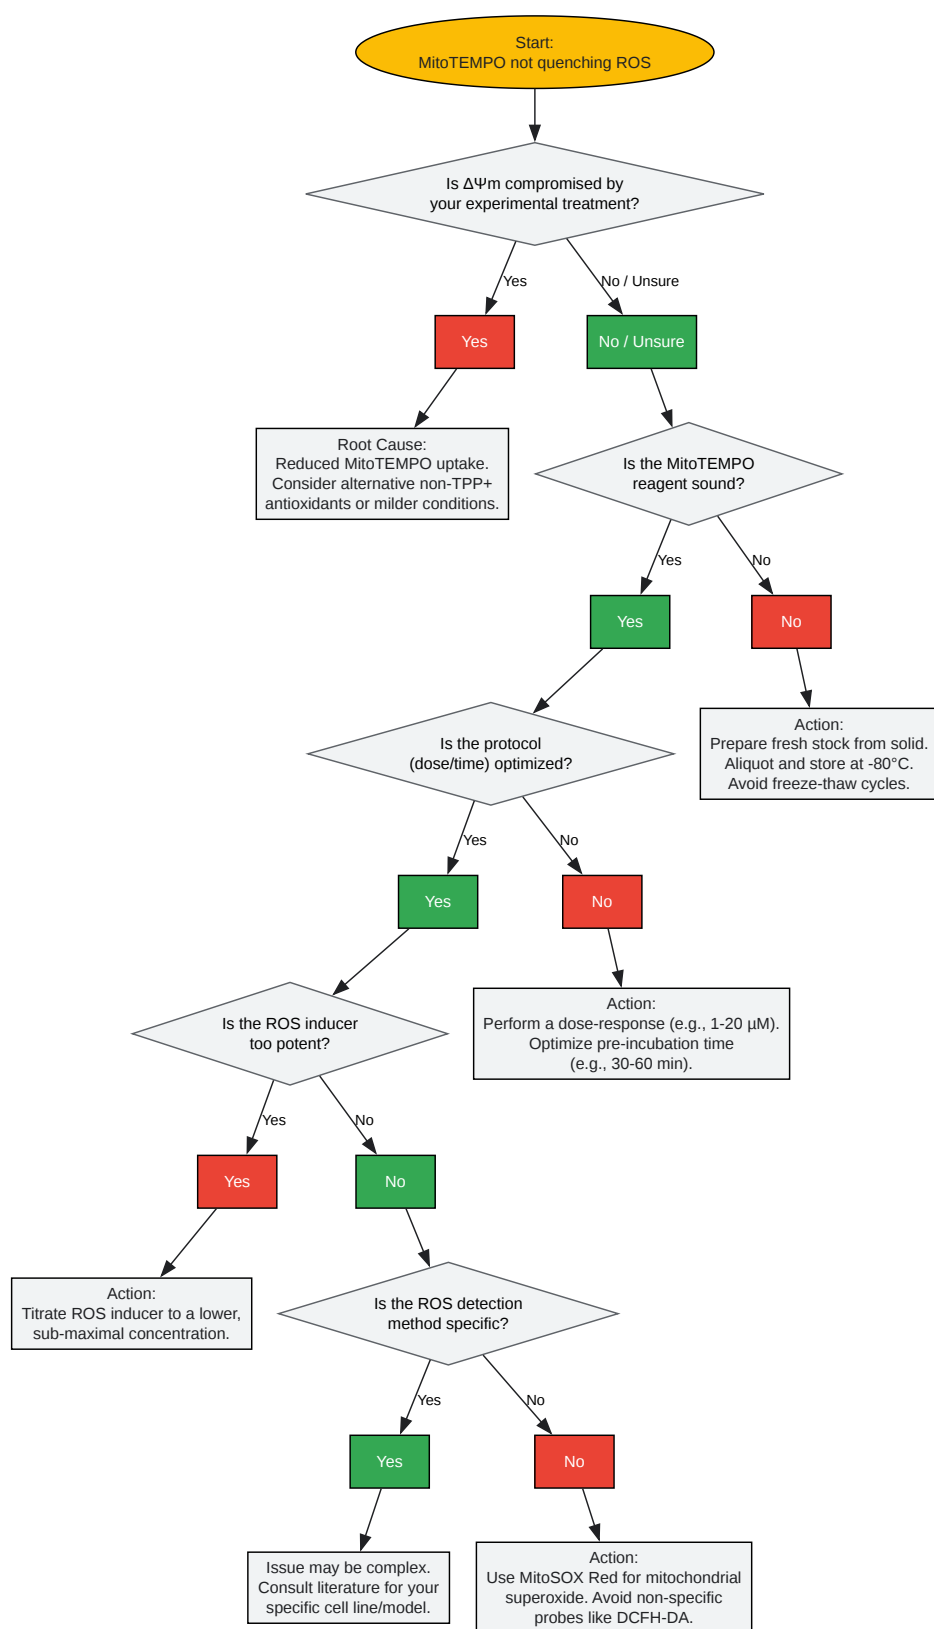 Start:
MitoTEMPO not quenching ROS
Is ΔΨm compromised by
your experimental treatment?
Yes
No / Unsure
Yes
No / Unsure
Root Cause:
Reduced MitoTEMPO uptake.
Consider alternative non-TPP+
antioxidants or milder conditions.
Is the MitoTEMPO
reagent sound?
Yes
No
Yes
No
Action:
Prepare fresh stock from solid.
Aliquot and store at -80°C.
Avoid freeze-thaw cycles.
Is the protocol
(dose/time) optimized?
Yes
No
Yes
No
Action:
Perform a dose-response (e.g., 1-20 µM).
Optimize pre-incubation time
(e.g., 30-60 min).
Is the ROS inducer
too potent?
Yes
No
Yes
No
Action:
Titrate ROS inducer to a lower,
sub-maximal concentration.
Is the ROS detection
method specific?
Yes
No
Yes
No
Issue may be complex.
Consult literature for your
specific cell line/model.
Action:
Use MitoSOX Red for mitochondrial
superoxide. Avoid non-specific
probes like DCFH-DA.